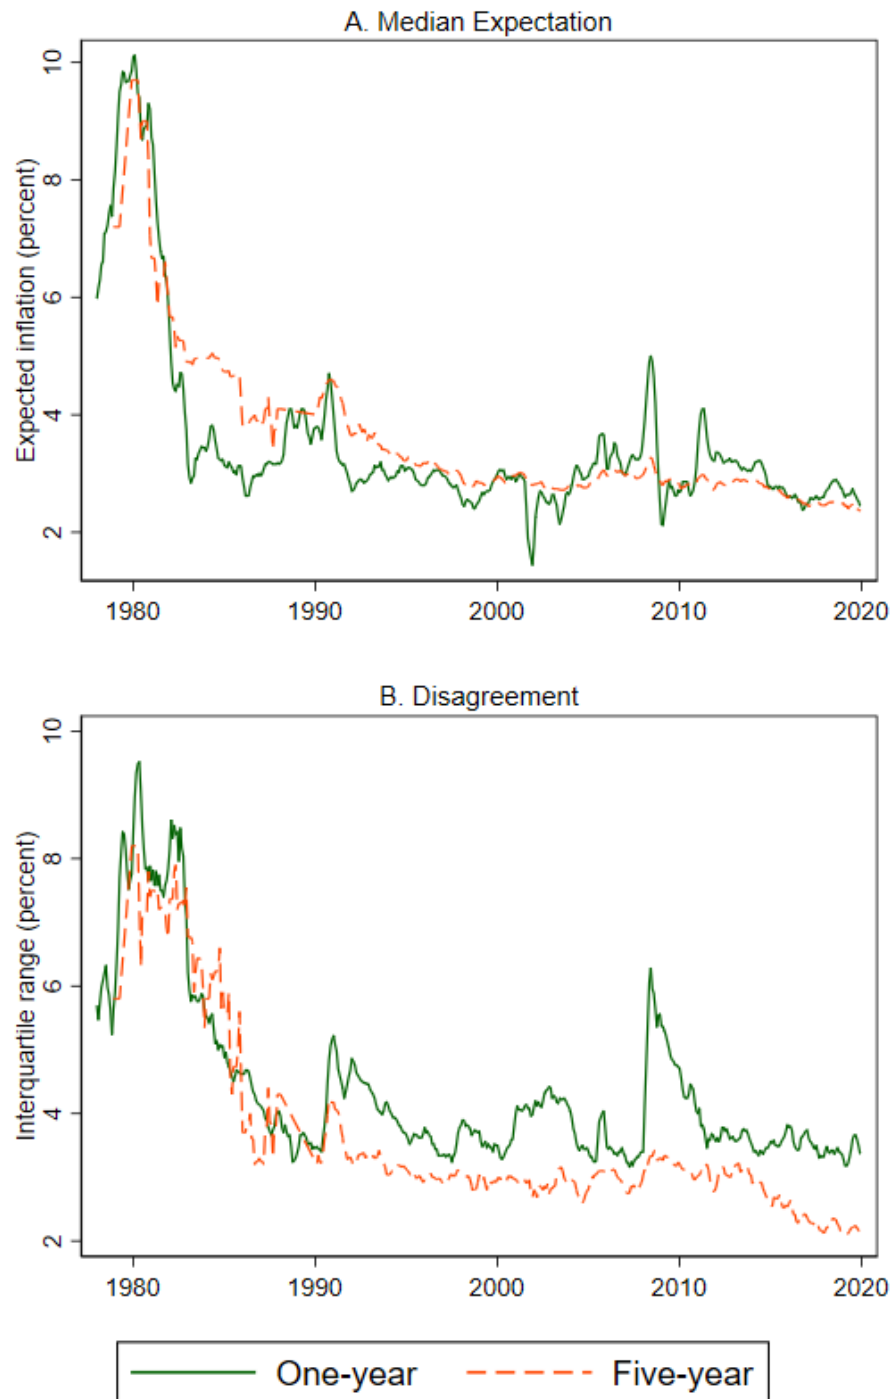 A. Median Expectation
Expected inflation (percent)
10
8
6
4
2
1980 1990 2000 2010 2020
B. Disagreement
Interquartile range (percent)
10
8
6
4
2
1980 1990 2000 2010 2020
One-year Five-year